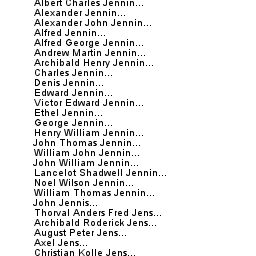 Albert Charles Jennin...
Alexander Jennin...
Alexander John Jennin...
Alfred Jennin...
Alfred George Jennin...
Andrew Martin Jennin...
Archibald Henry Jennin...
Charles Jennin...
Denis Jennin...
Edward Jennin...
Victor Edward Jennin...
Ethel Jennin...
George Jennin...
Henry William Jennin...
John Thomas Jennin...
William John Jennin...
John William Jennin...
Lancelot Shadwell Jennin...
Noel Wilson Jennin...
William Thomas Jennin...
John Jennis...
Thorval Anders Fred Jens...
Archibald Roderick Jens...
August Peter Jens...
Axel Jens...
Christian Kolle Jens...